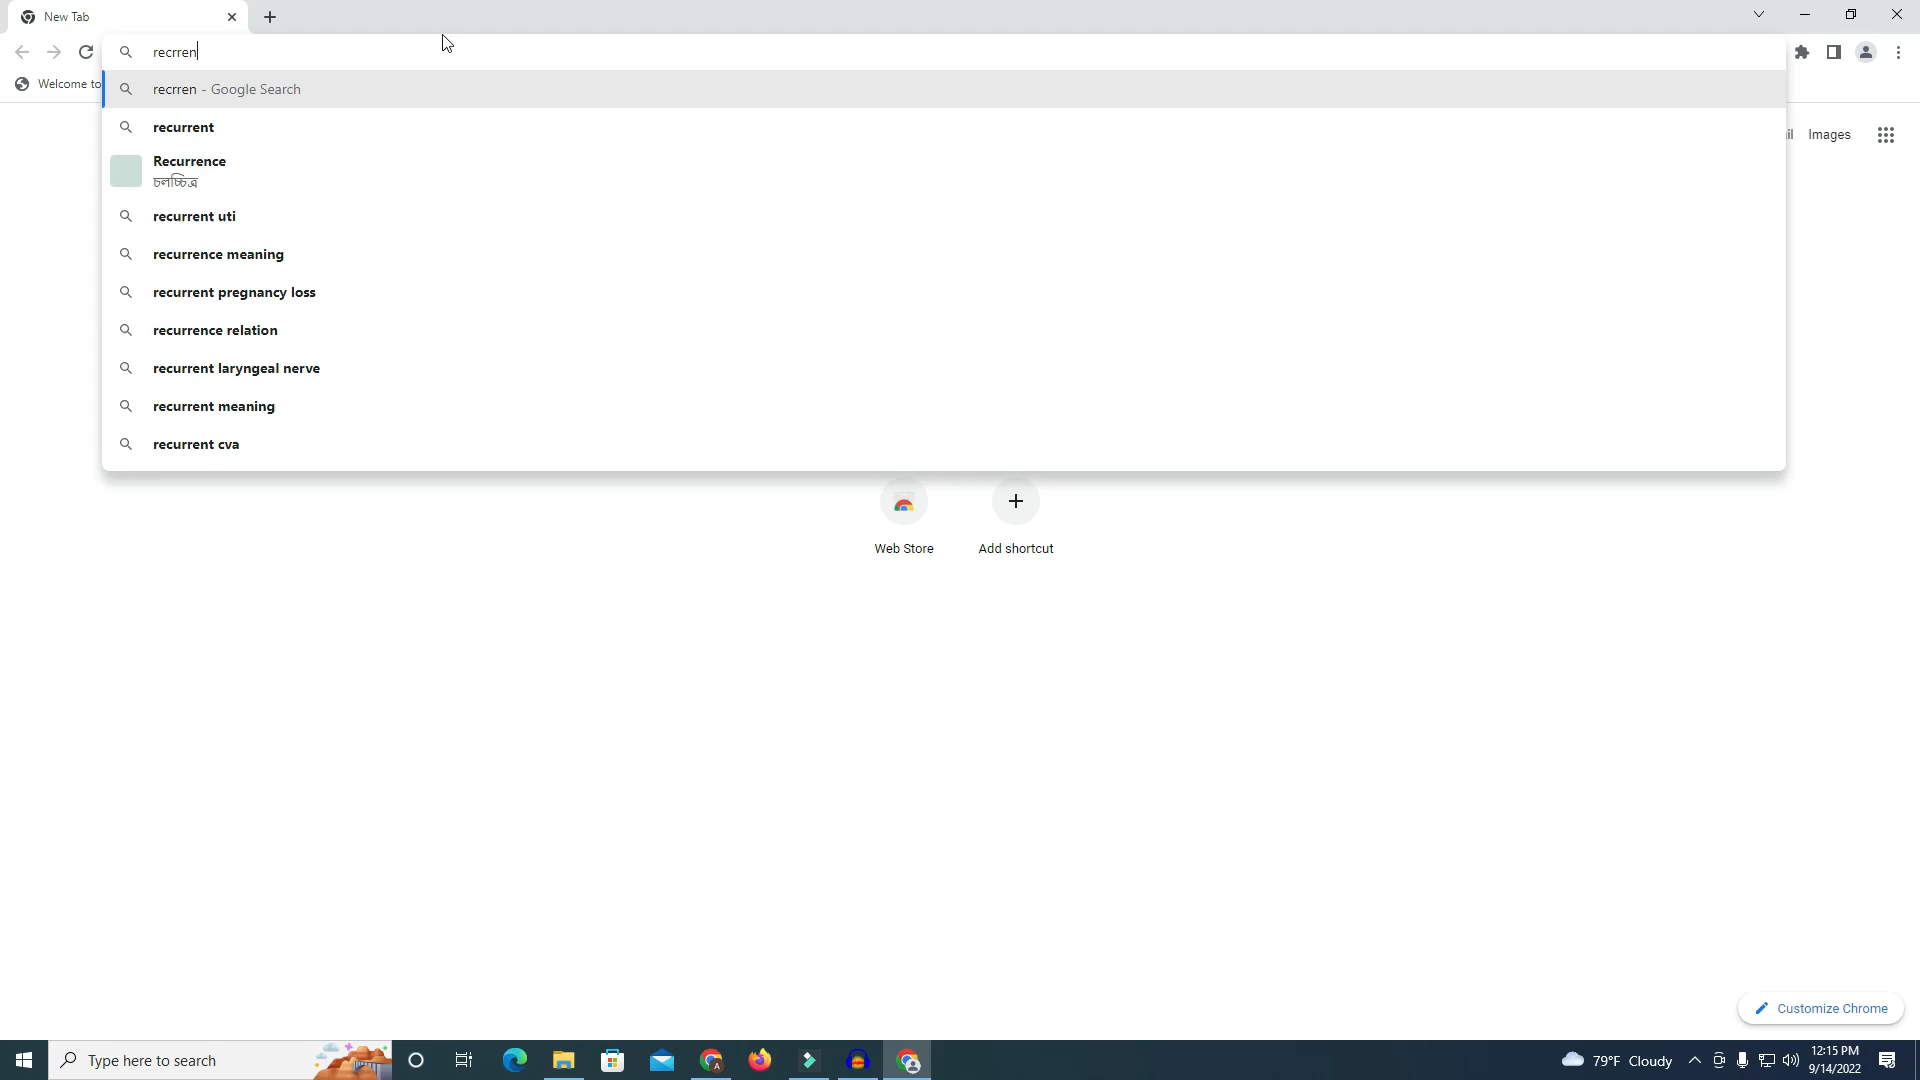 New Tab
recrren
Welcome to
recrren - Google Search
recurrent
Images
Recurrence
চলচ্চিত্র
recurrent uti
recurrence meaning
recurrent pregnancy loss
recurrence relation
recurrent laryngeal nerve
recurrent meaning
recurrent cva
Web Store
Add shortcut
Customize Chrome
Type here to search
A
79°F Cloudy
12:15 PM
9/14/2022